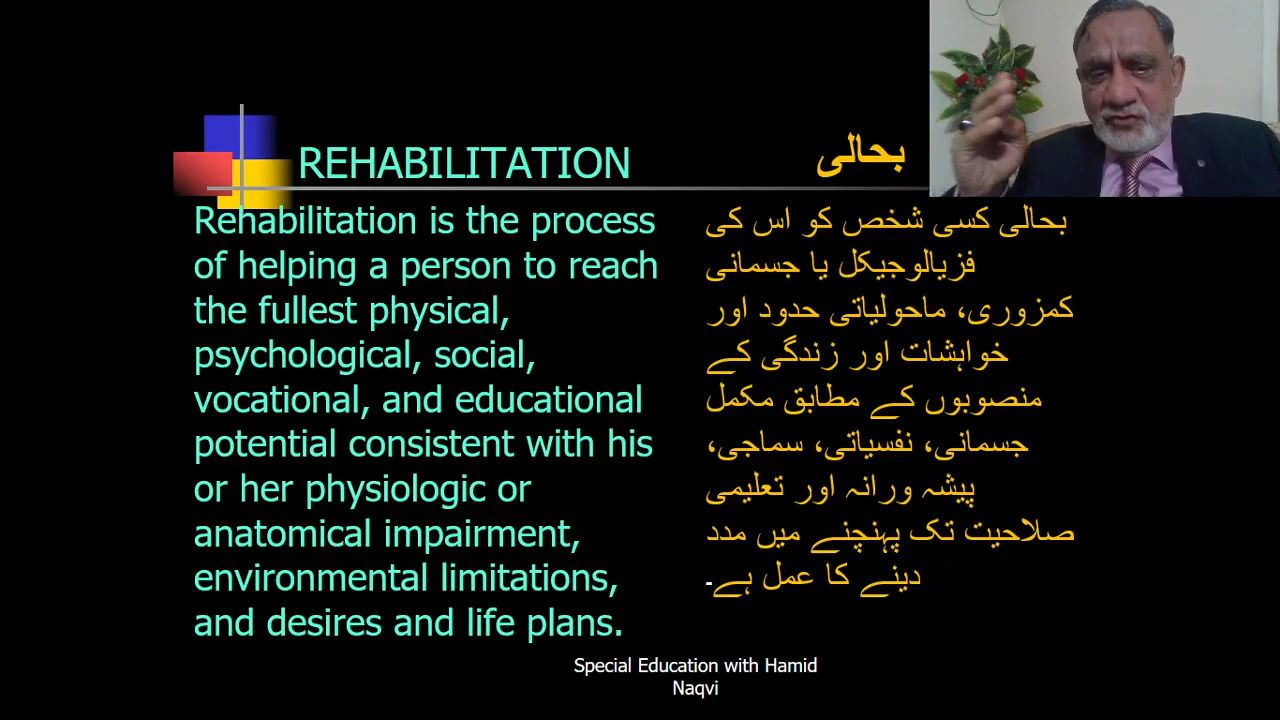 REHABILITATION
Rehabilitation is the process
of helping a person to reach
the fullest physical,
psychological, social,
vocational, and educational
potential consistent with his
or her physiologic or
anatomical impairment,
environmental limitations,
and desires and life plans.
بحالی
بحالی کسی شخص کو اس کی
فزیالوجیکل یا جسمانی
کمزوری، ماحولیاتی حدود اور
خواہشات اور زندگی کے
منصوبوں کے مطابق مکمل
جسمانی، نفسیاتی، سماجی،
پیشہ ورانہ اور تعلیمی
صلاحیت تک پہنچنے میں مدد
دینے کا عمل ہے۔
Special Education with Hamid
Naqvi